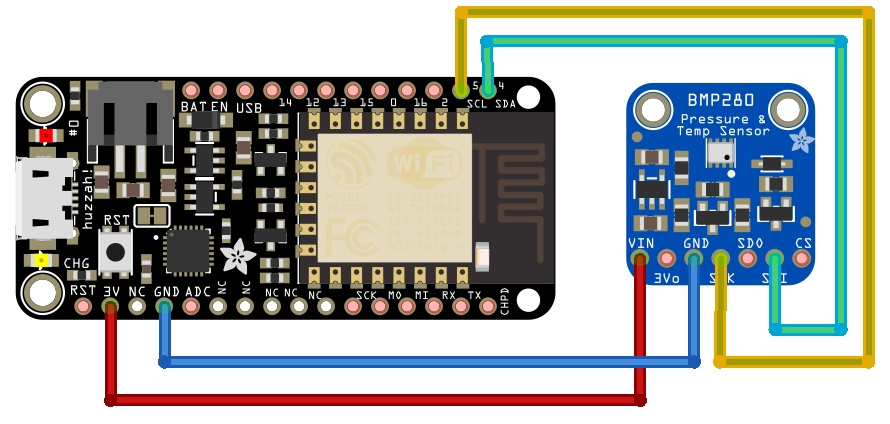 BAT EN USB 14 12 13 15 0 16 2 5 4
SCL SDA
#0
huzzah!
WiFi
FC
RST
CHG
RST 3V NC GND ADC NC NC NC NC NC SCK MO MI RX TX CHPD
BMP280
Pressure &
Temp Sensor
VIN GND SDO CS
3Vo